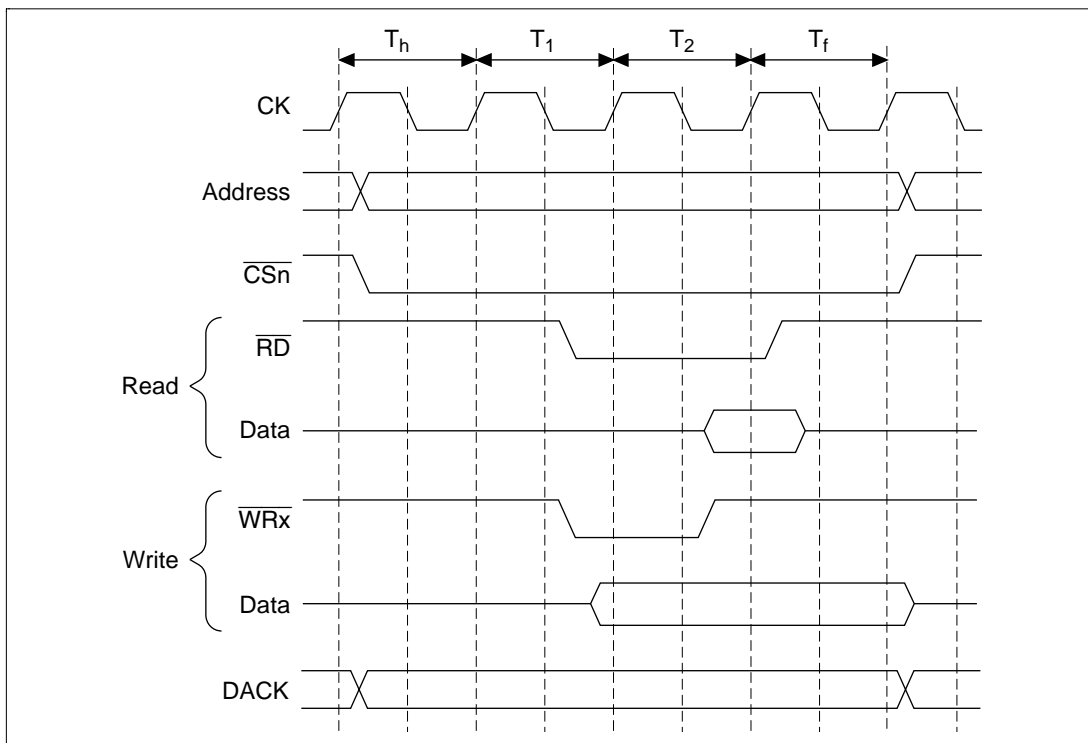 Th T1 T2 Tf
CK
Address
CSn
RD
Read
Data
WRx
Write
Data
DACK